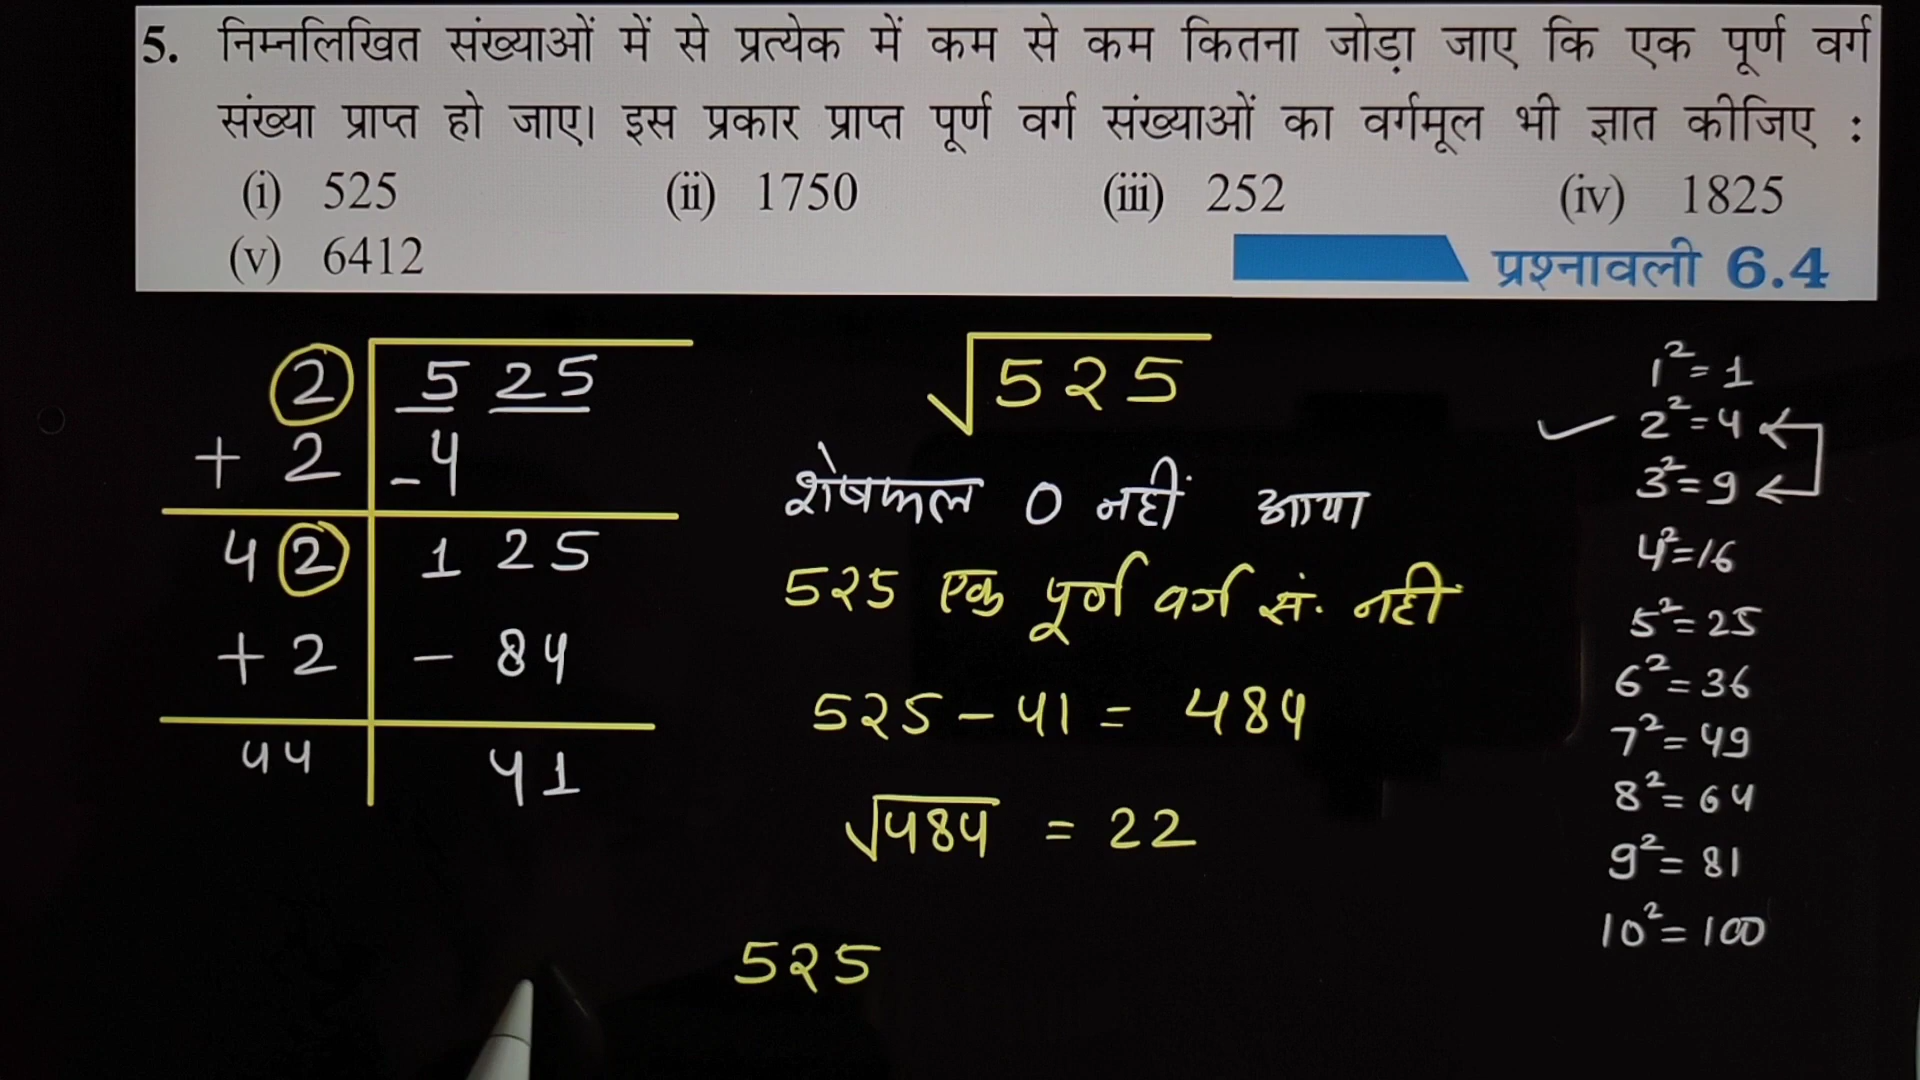 5. निम्नलिखित संख्याओं में से प्रत्येक में कम से कम कितना जोड़ा जाए कि एक पूर्ण वर्ग
संख्या प्राप्त हो जाए। इस प्रकार प्राप्त पूर्ण वर्ग संख्याओं का वर्गमूल भी ज्ञात कीजिए :
(i) 525 (ii) 1750 (iii) 252 (iv) 1825
(v) 6412
प्रश्नावली 6.4
2 5 25
+ 2 - 4
42 1 25
+ 2 - 84
44 41
√525
शेषफल 0 नहीं आया
525 एक पूर्ण वर्ग सं. नहीं
525 - 41 = 484
√484 = 22
525
1² = 1
2² = 4
3² = 9
4² = 16
5² = 25
6² = 36
7² = 49
8² = 64
9² = 81
10² = 100